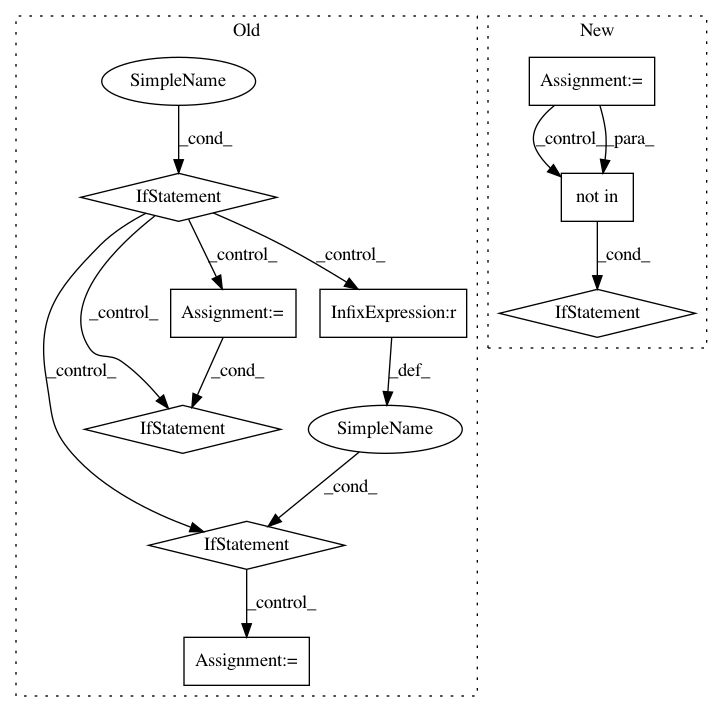 Old
New
SimpleName
Assignment:=
_cond_
_control_
_para_
IfStatement
not in
_control_
_control_
_control_
_control_
_cond_
Assignment:=
InfixExpression:r
IfStatement
_cond_
_def_
IfStatement
SimpleName
_cond_
IfStatement
_control_
Assignment:=